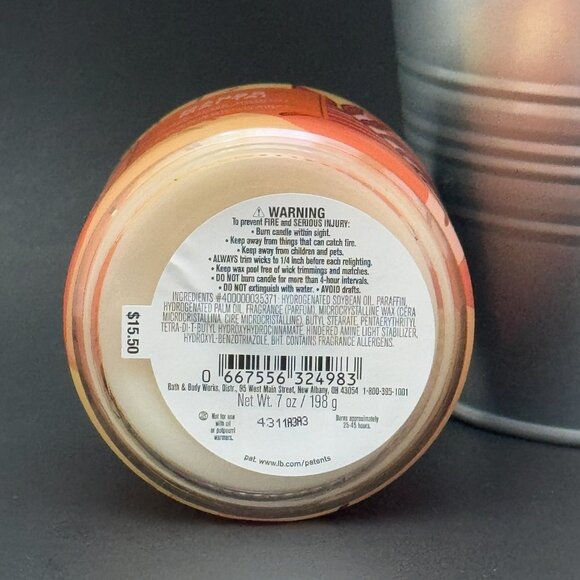 ⚠ WARNING
To prevent FIRE and SERIOUS INJURY:
• Burn candle within sight.
• Keep away from things that can catch fire.
• Keep away from children and pets.
• ALWAYS trim wicks to 1/4 inch before each relighting.
• Keep wax pool free of wick trimmings and matches.
• DO NOT burn candle for more than 4-hour intervals.
• DO NOT extinguish with water. • AVOID drafts.
INGREDIENTS #400000035371: HYDROGENATED SOYBEAN OIL, PARAFFIN,
HYDROGENATED PALM OIL, FRAGRANCE (PARFUM), MICROCRYSTALLINE WAX (CERA
MICROCRISTALLINA, CIRE MICROCRISTALLINE), BUTYL STEARATE, PENTAERYTHRITYL
TETRA-DI-T-BUTYL HYDROXYHYDROCINNAMATE, HINDERED AMINE LIGHT STABILIZER,
HYDROXYL-BENZOTRIAZOLE, BHT. CONTAINS FRAGRANCE ALLERGENS.
$15.50
0 667556 324983
Bath & Body Works, Distr., 95 West Main Street, New Albany, OH 43054 1-800-395-1001
Net Wt. 7 oz / 198 g
Not for use
with oil
or potpourri
warmers.
4311A3A3
Burns approximately
25-45 hours.
pat. www.lb.com/patents